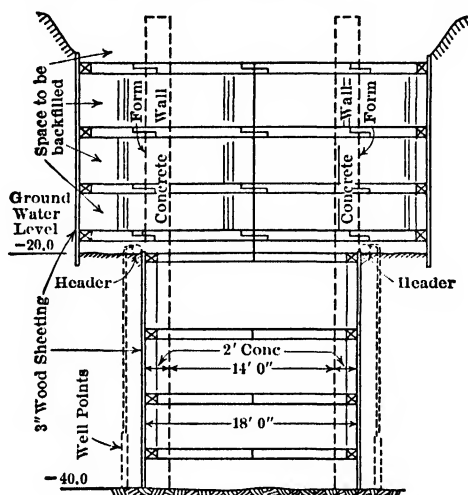 Space to be
backfilled
Form
Wall
Concrete
Wall
Form
Concrete
Ground
Water
Level
-20.0
Header
Header
3" Wood Sheeting
2' Conc
14' 0"
18' 0"
Well Points
-40.0